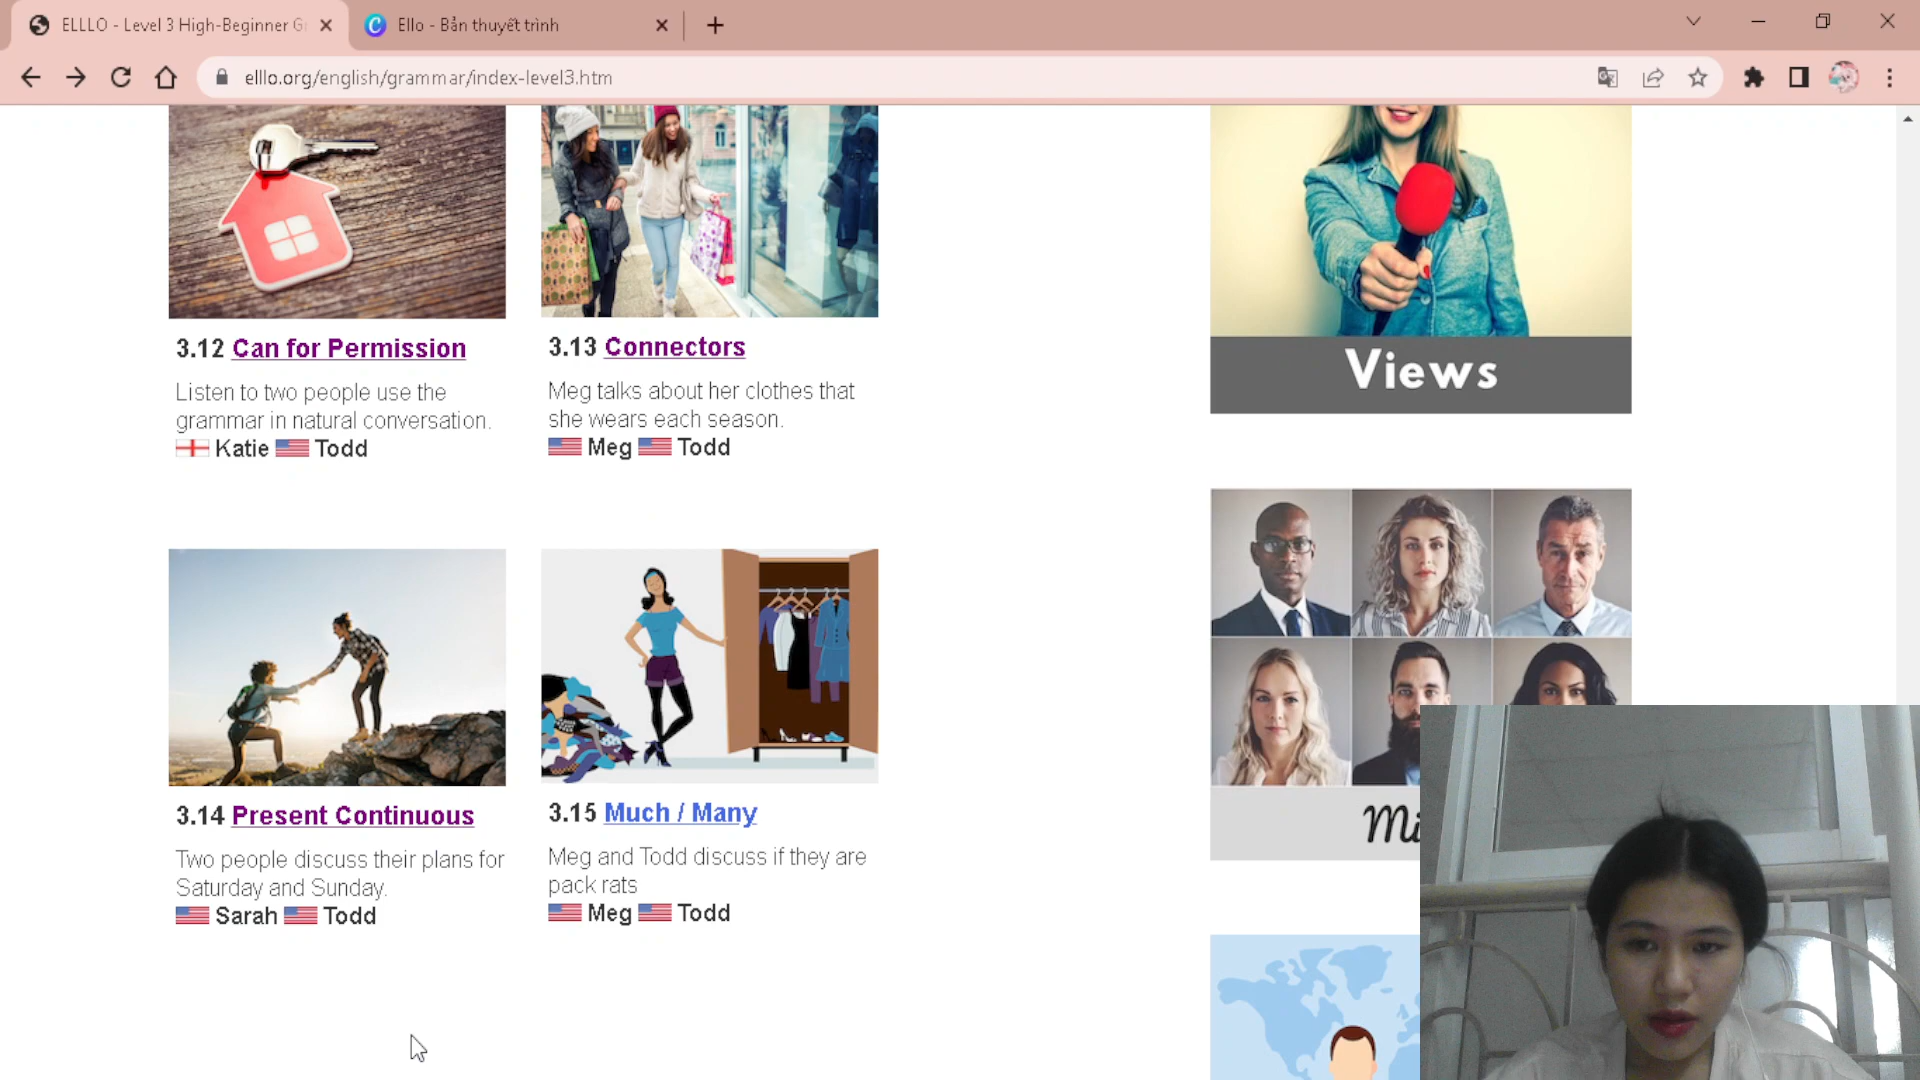 ELLLO - Level 3 High-Beginner G
Ello - Bản thuyết trình
elllo.org/english/grammar/index-level3.htm
3.12 Can for Permission
Listen to two people use the
grammar in natural conversation.
Katie Todd
3.13 Connectors
Meg talks about her clothes that
she wears each season.
Meg Todd
3.14 Present Continuous
Two people discuss their plans for
Saturday and Sunday.
Sarah Todd
3.15 Much / Many
Meg and Todd discuss if they are
pack rats
Meg Todd
Views